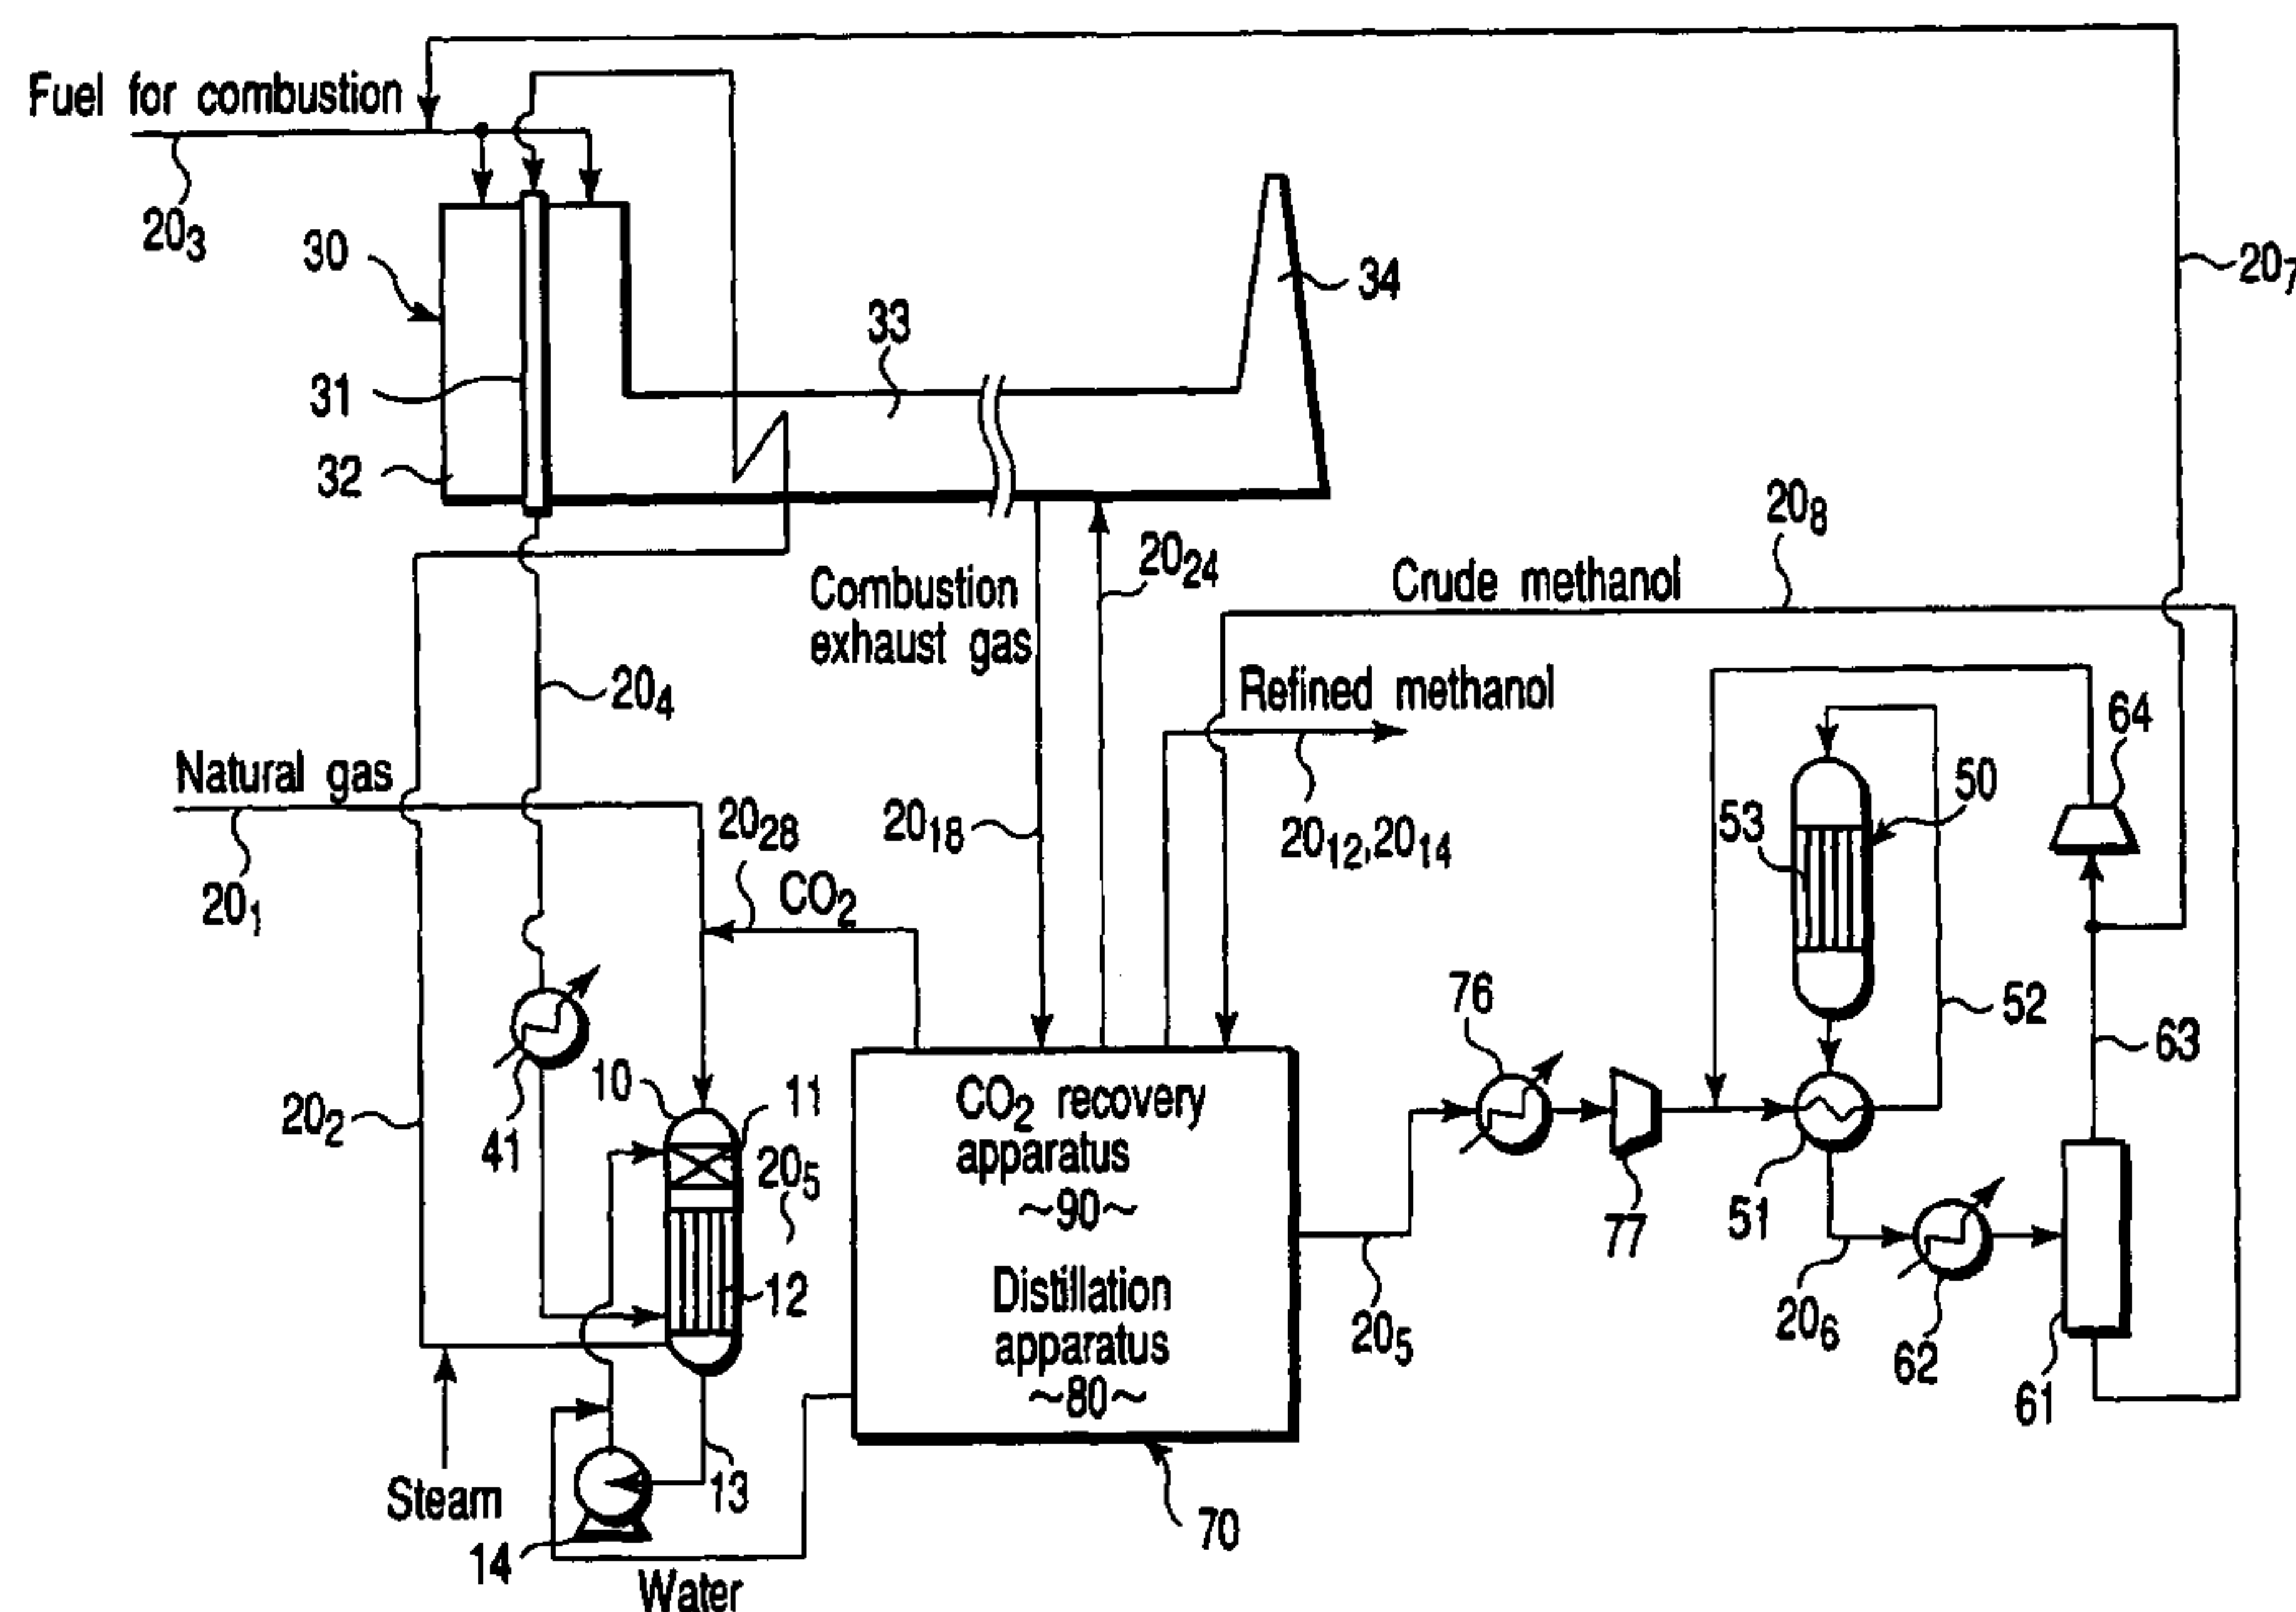 Fuel for combustion
20₃
30
31
32
33
34
20₇
20₈
Crude methanol
Combustion
exhaust gas
20₂₄
20₄
Refined methanol
64
Natural gas
50
53
20₂₈
20₁₈
20₁₂,20₁₄
20₁
CO₂
76
52
63
10
11
20₂
41
20₅
CO₂ recovery
apparatus
~90~
77
51
12
Distillation
apparatus
~80~
20₅
20₆
62
61
Steam
13
70
14
Water